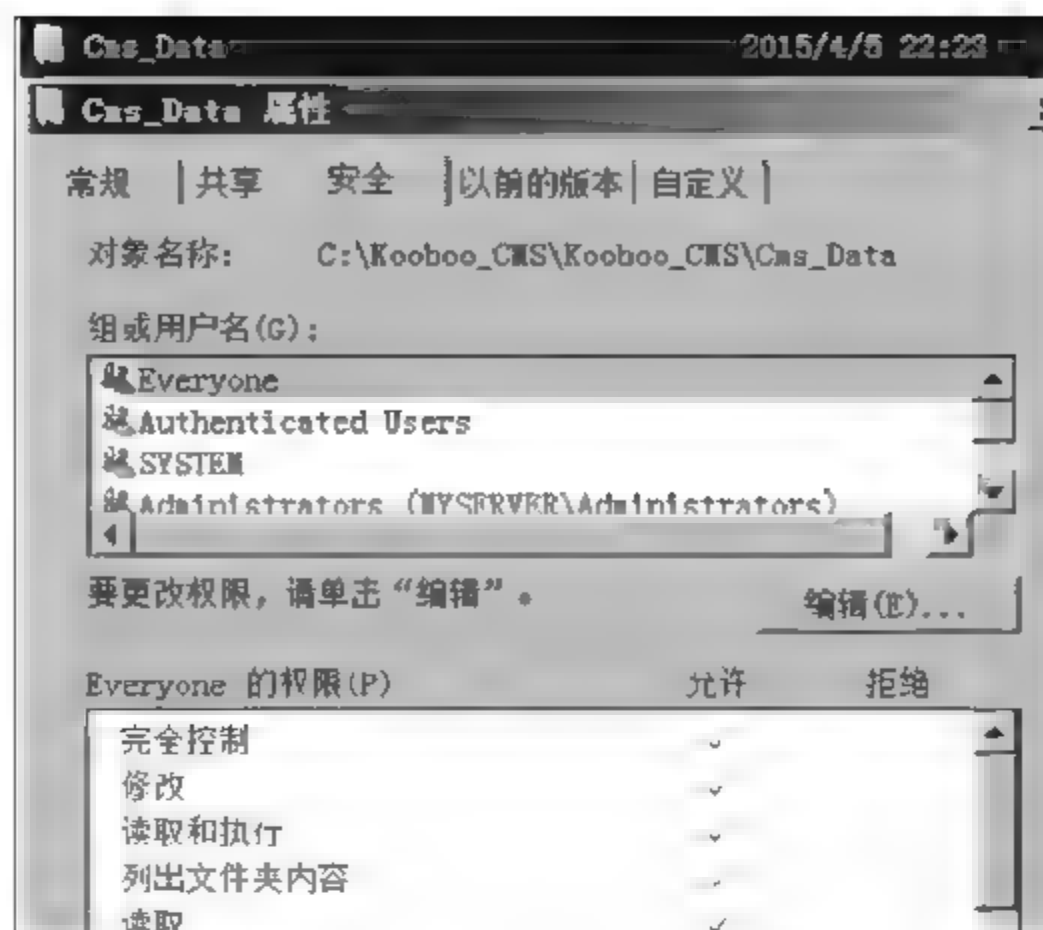 Cms_Data 2015/4/5 22:23
Cms_Data 属性
常规 | 共享 安全 | 以前的版本 | 自定义 |
对象名称: C:\Kooboo_CMS\Kooboo_CMS\Cms_Data
组或用户名(G):
Everyone
Authenticated Users
SYSTEM
Administrators (MYSERVER\Administrators)
要更改权限,请单击“编辑”。 编辑(E)...
Everyone 的权限(P) 允许 拒绝
完全控制
修改
读取和执行
列出文件夹内容
读取